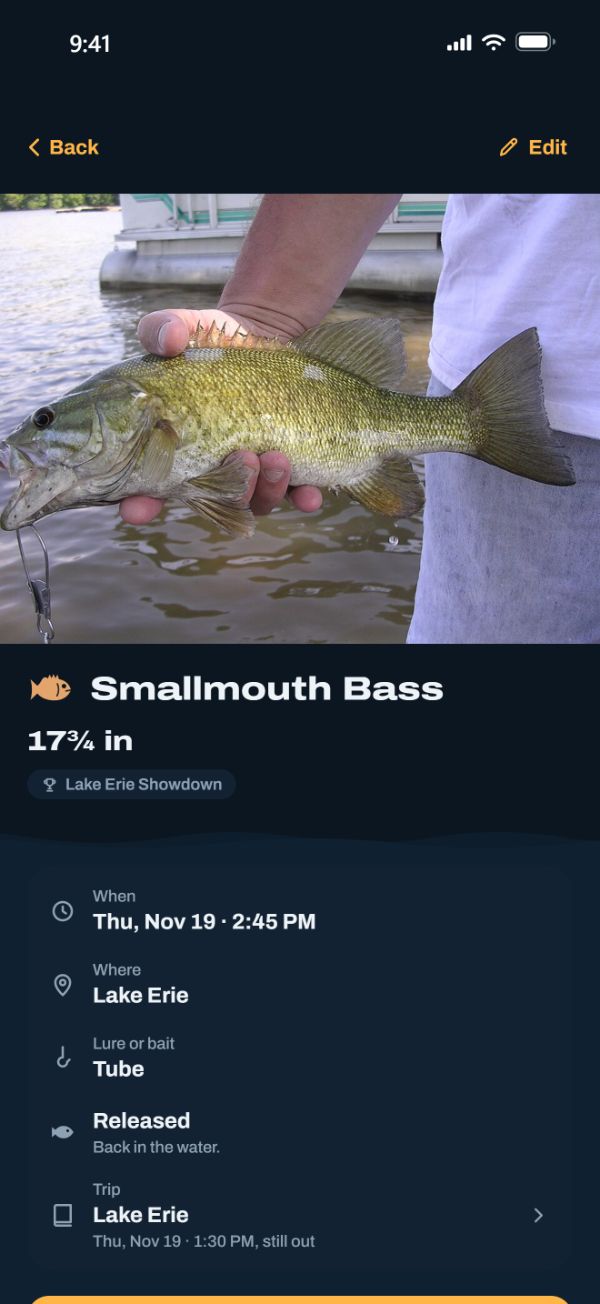 9:41
Back
Edit
Smallmouth Bass
17¾ in
Lake Erie Showdown
When
Thu, Nov 19 · 2:45 PM
Where
Lake Erie
Lure or bait
Tube
Released
Back in the water.
Trip
Lake Erie
Thu, Nov 19 · 1:30 PM, still out